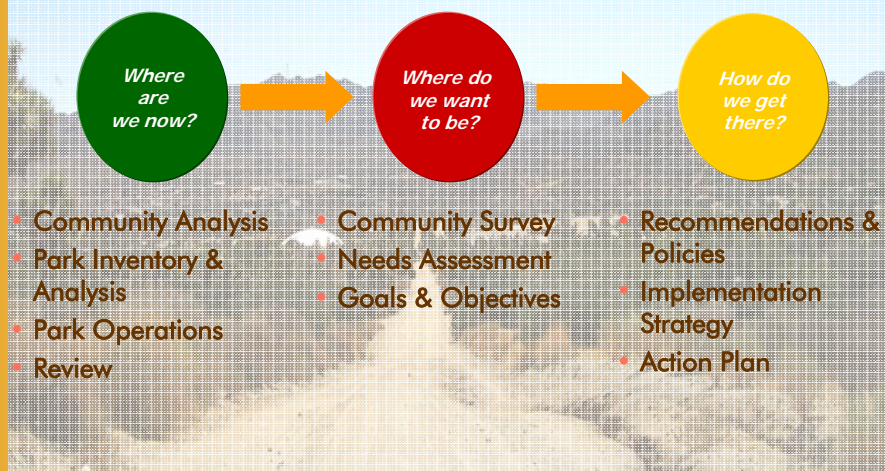 Where
are
we now?
Where do
we want
to be?
How do
we get
there?
• Community Analysis
• Park Inventory &
Analysis
• Park Operations
• Review
• Community Survey
• Needs Assessment
• Goals & Objectives
• Recommendations &
Policies
• Implementation
Strategy
• Action Plan